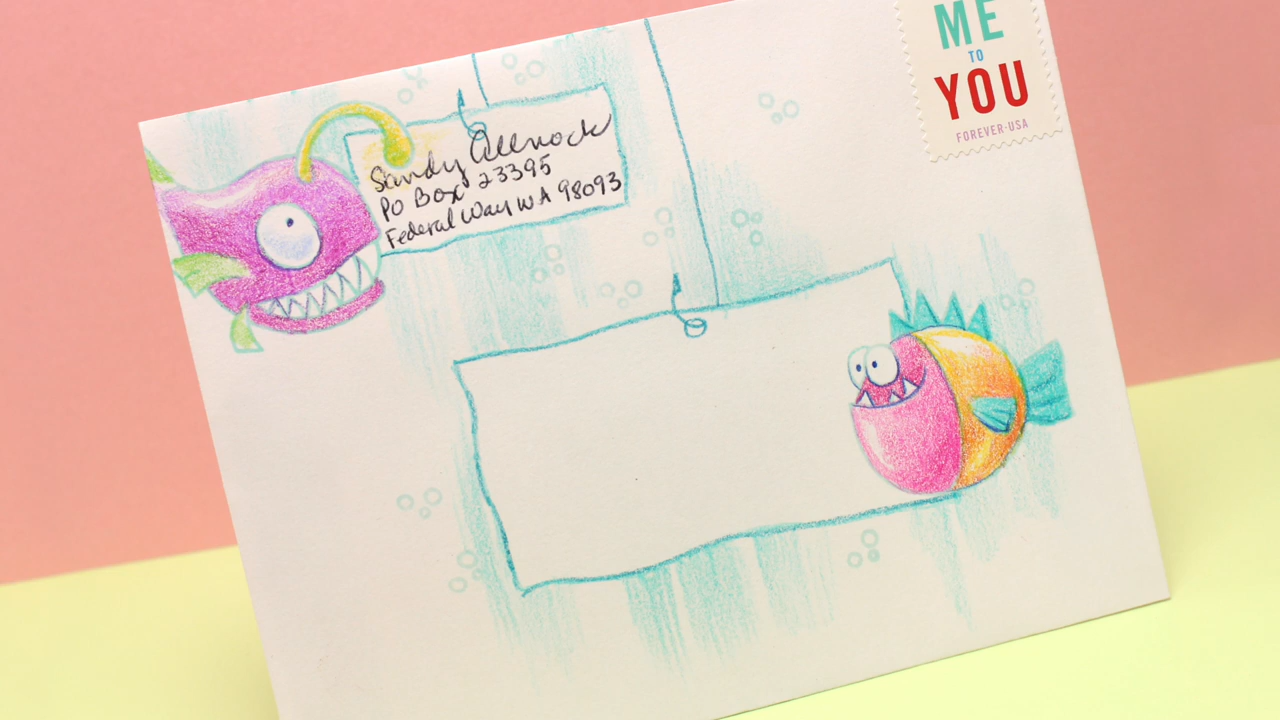 Sandy Allnock
PO Box 23395
Federal Way WA 98093
ME
TO
YOU
FOREVER·USA